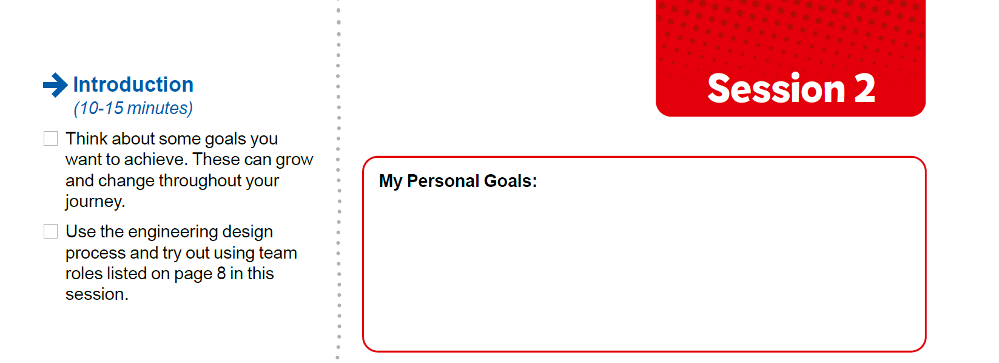 Session 2
Introduction
(10-15 minutes)
Think about some goals you
want to achieve. These can grow
and change throughout your
journey.
Use the engineering design
process and try out using team
roles listed on page 8 in this
session.
My Personal Goals: